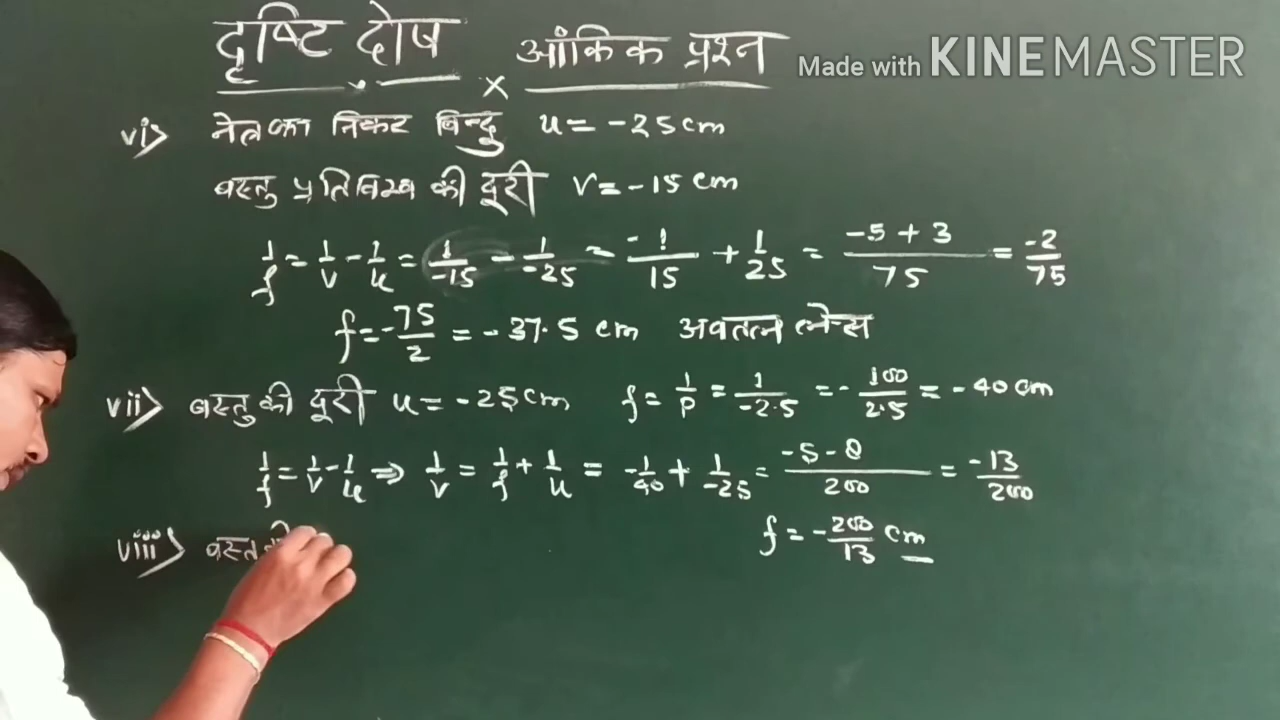 दृष्टि दोष × आंकिक प्रश्न
Made with KINEMASTER
vi> नेत्र का निकट बिन्दु u = -25 cm
वस्तु प्रतिबिम्ब की दूरी v = -15 cm
1/f = 1/v - 1/u = 1/-15 - 1/-25 = -1/15 + 1/25 = -5+3/75 = -2/75
f = -75/2 = -37.5 cm अवतल लेन्स
vii> वस्तु की दूरी u = -25 cm f = 1/P = 1/-2.5 = -100/2.5 = -40 cm
1/f = 1/v - 1/u ⇒ 1/v = 1/f + 1/u = -1/40 + 1/-25 = -5-8/200 = -13/200
f = -200/13 cm
viii>